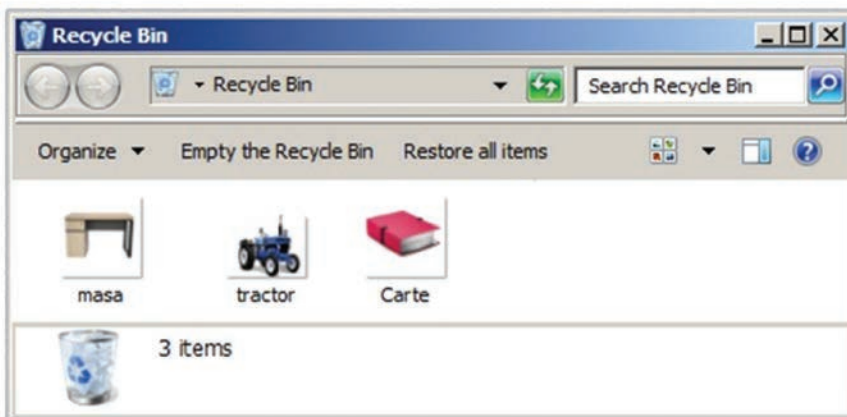 Recycle Bin
Recycle Bin Search Recycle Bin
Organize Empty the Recycle Bin Restore all items
masa tractor Carte
3 items